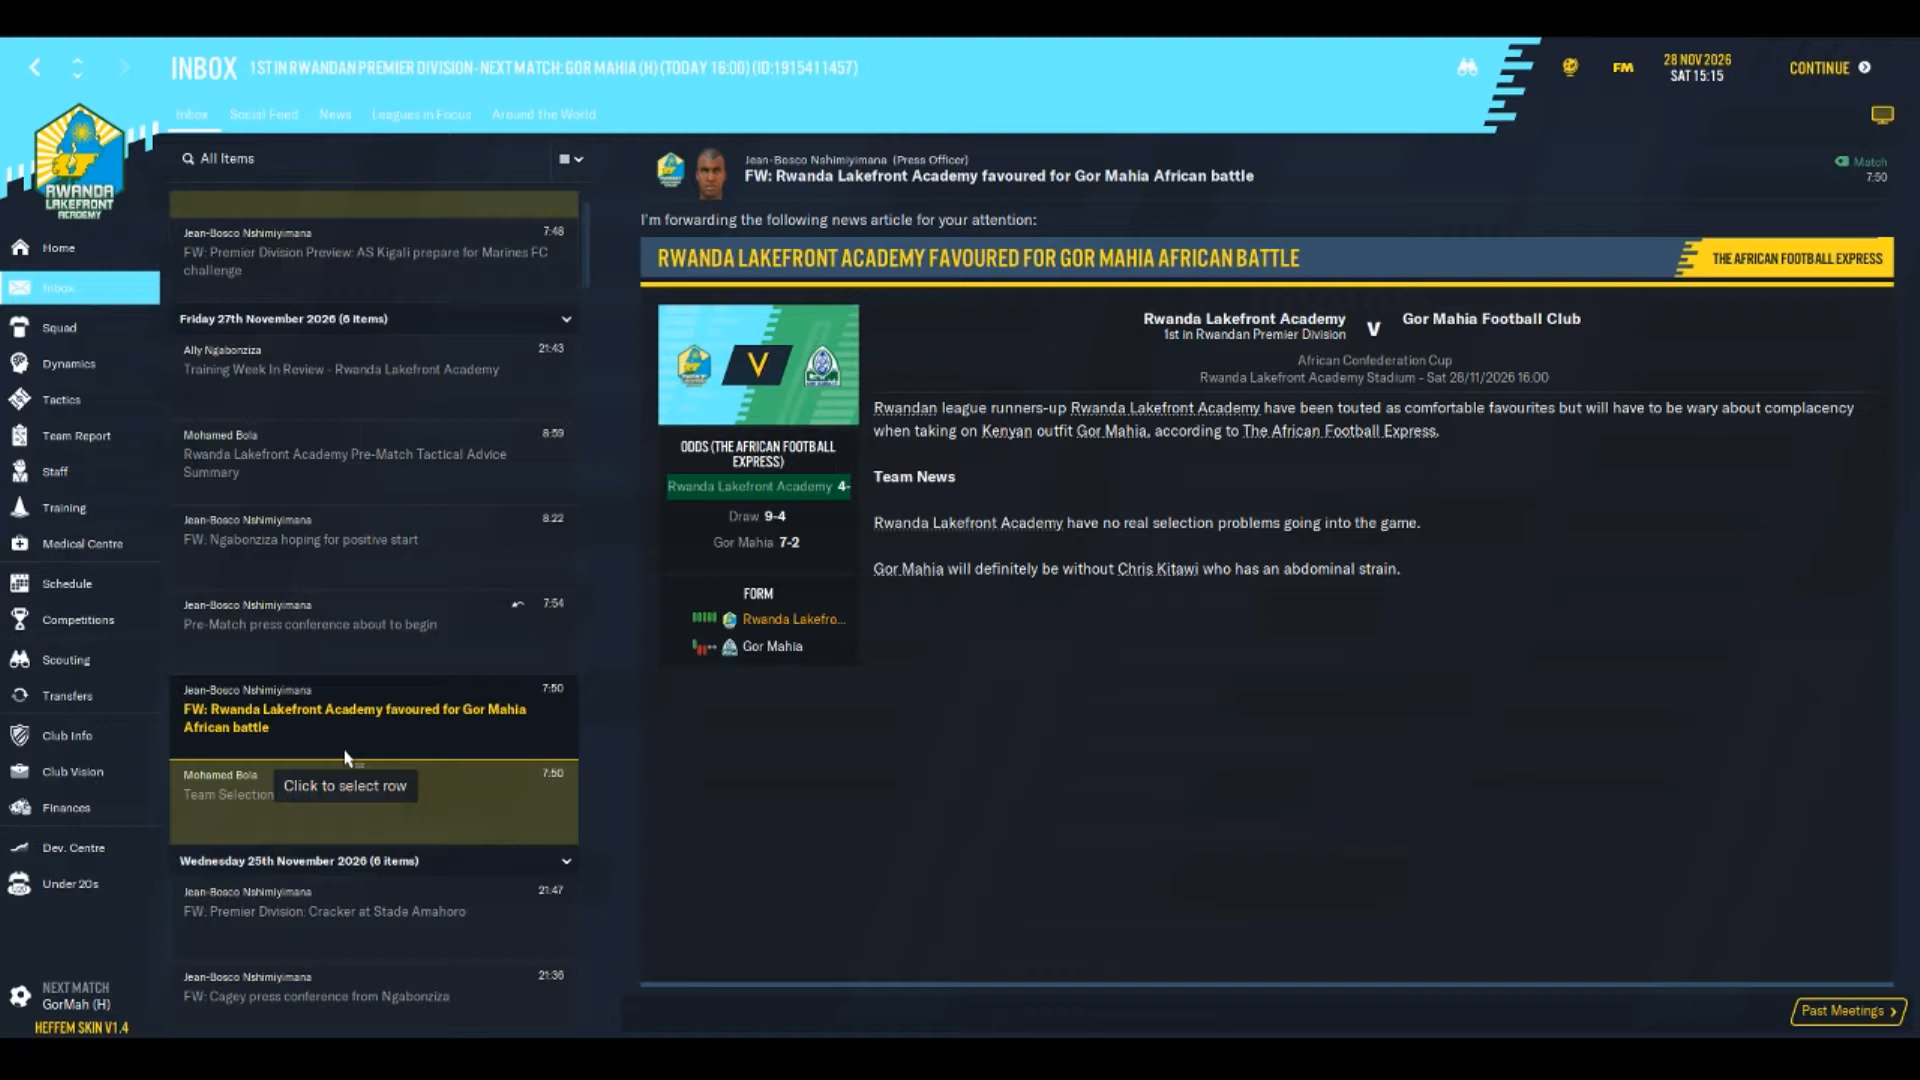 INBOX
1ST IN RWANDAN PREMIER DIVISION - NEXT MATCH: GOR MAHIA (H) (TODAY 16:00) (ID:1915411457)
FM
28 NOV 2026
SAT 15:15
CONTINUE
Inbox
Social Feed
News
Leagues in Focus
Around the World
RWANDA
LAKEFRONT
ACADEMY
Home
Inbox
Squad
Dynamics
Tactics
Team Report
Staff
Training
Medical Centre
Schedule
Competitions
Scouting
Transfers
Club Info
Club Vision
Finances
Dev. Centre
Under 20s
NEXT MATCH
GorMah (H)
HEFFEM SKIN V1.4
All Items
Jean-Bosco Nshimiyimana 7:48
FW: Premier Division Preview: AS Kigali prepare for Marines FC
challenge
Friday 27th November 2026 (6 items)
Ally Ngabonziza 21:43
Training Week In Review - Rwanda Lakefront Academy
Mohamed Bola 8:59
Rwanda Lakefront Academy Pre-Match Tactical Advice
Summary
Jean-Bosco Nshimiyimana 8:22
FW: Ngabonziza hoping for positive start
Jean-Bosco Nshimiyimana 7:54
Pre-Match press conference about to begin
Jean-Bosco Nshimiyimana 7:50
FW: Rwanda Lakefront Academy favoured for Gor Mahia
African battle
Mohamed Bola 7:50
Team Selection
Click to select row
Wednesday 25th November 2026 (6 items)
Jean-Bosco Nshimiyimana 21:47
FW: Premier Division: Cracker at Stade Amahoro
Jean-Bosco Nshimiyimana 21:36
FW: Cagey press conference from Ngabonziza
Jean-Bosco Nshimiyimana (Press Officer)
FW: Rwanda Lakefront Academy favoured for Gor Mahia African battle
Match
7:50
I'm forwarding the following news article for your attention:
RWANDA LAKEFRONT ACADEMY FAVOURED FOR GOR MAHIA AFRICAN BATTLE
THE AFRICAN FOOTBALL EXPRESS
V
ODDS (THE AFRICAN FOOTBALL
EXPRESS)
Rwanda Lakefront Academy 4-
Draw 9-4
Gor Mahia 7-2
FORM
Rwanda Lakefro...
Gor Mahia
Rwanda Lakefront Academy
1st in Rwandan Premier Division
V
Gor Mahia Football Club
African Confederation Cup
Rwanda Lakefront Academy Stadium - Sat 28/11/2026 16:00
Rwandan league runners-up Rwanda Lakefront Academy have been touted as comfortable favourites but will have to be wary about complacency
when taking on Kenyan outfit Gor Mahia, according to The African Football Express.
Team News
Rwanda Lakefront Academy have no real selection problems going into the game.
Gor Mahia will definitely be without Chris Kitawi who has an abdominal strain.
Past Meetings